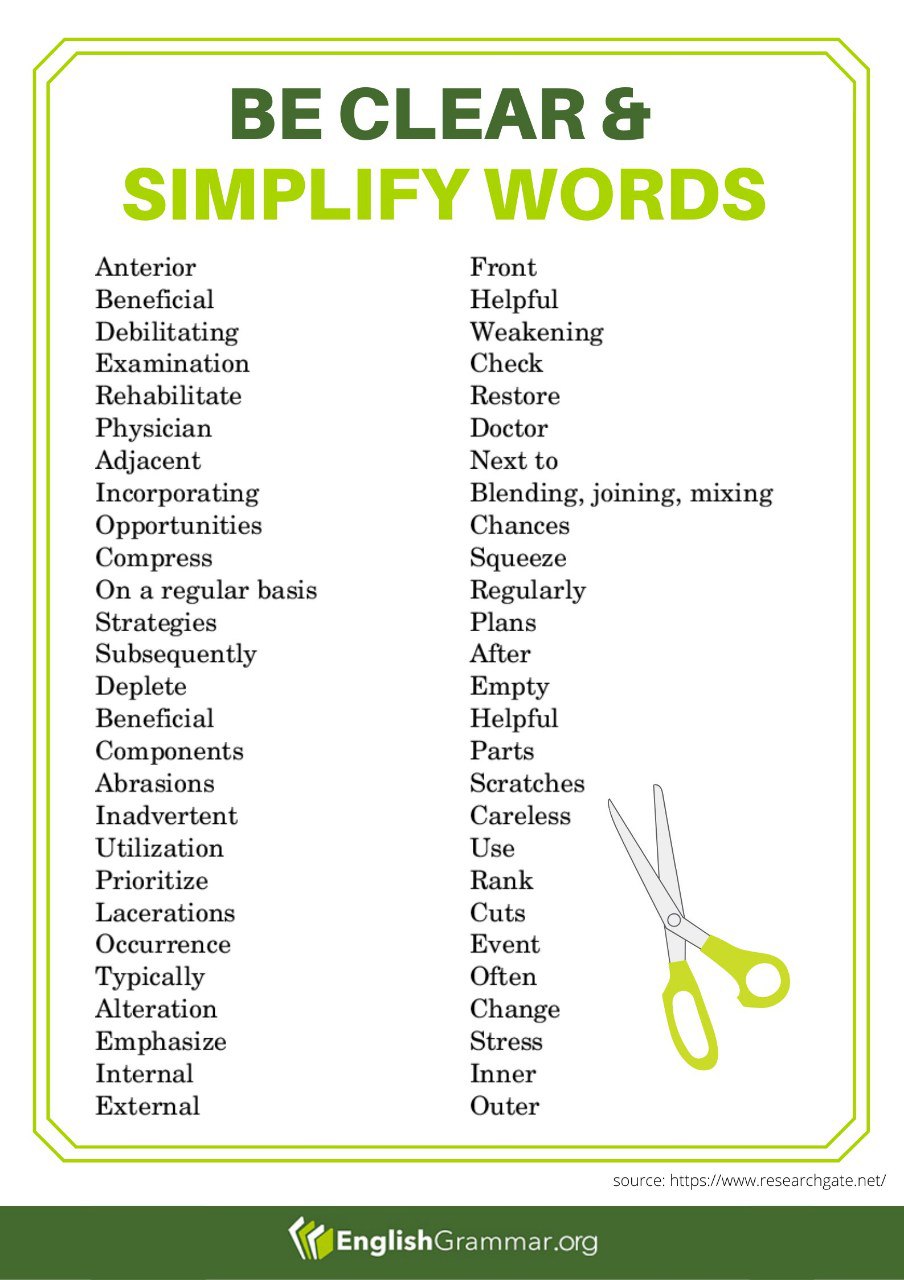 BE CLEAR &
SIMPLIFY WORDS
Anterior Front
Beneficial Helpful
Debilitating Weakening
Examination Check
Rehabilitate Restore
Physician Doctor
Adjacent Next to
Incorporating Blending, joining, mixing
Opportunities Chances
Compress Squeeze
On a regular basis Regularly
Strategies Plans
Subsequently After
Deplete Empty
Beneficial Helpful
Components Parts
Abrasions Scratches
Inadvertent Careless
Utilization Use
Prioritize Rank
Lacerations Cuts
Occurrence Event
Typically Often
Alteration Change
Emphasize Stress
Internal Inner
External Outer
source: https://www.researchgate.net/
EnglishGrammar.org